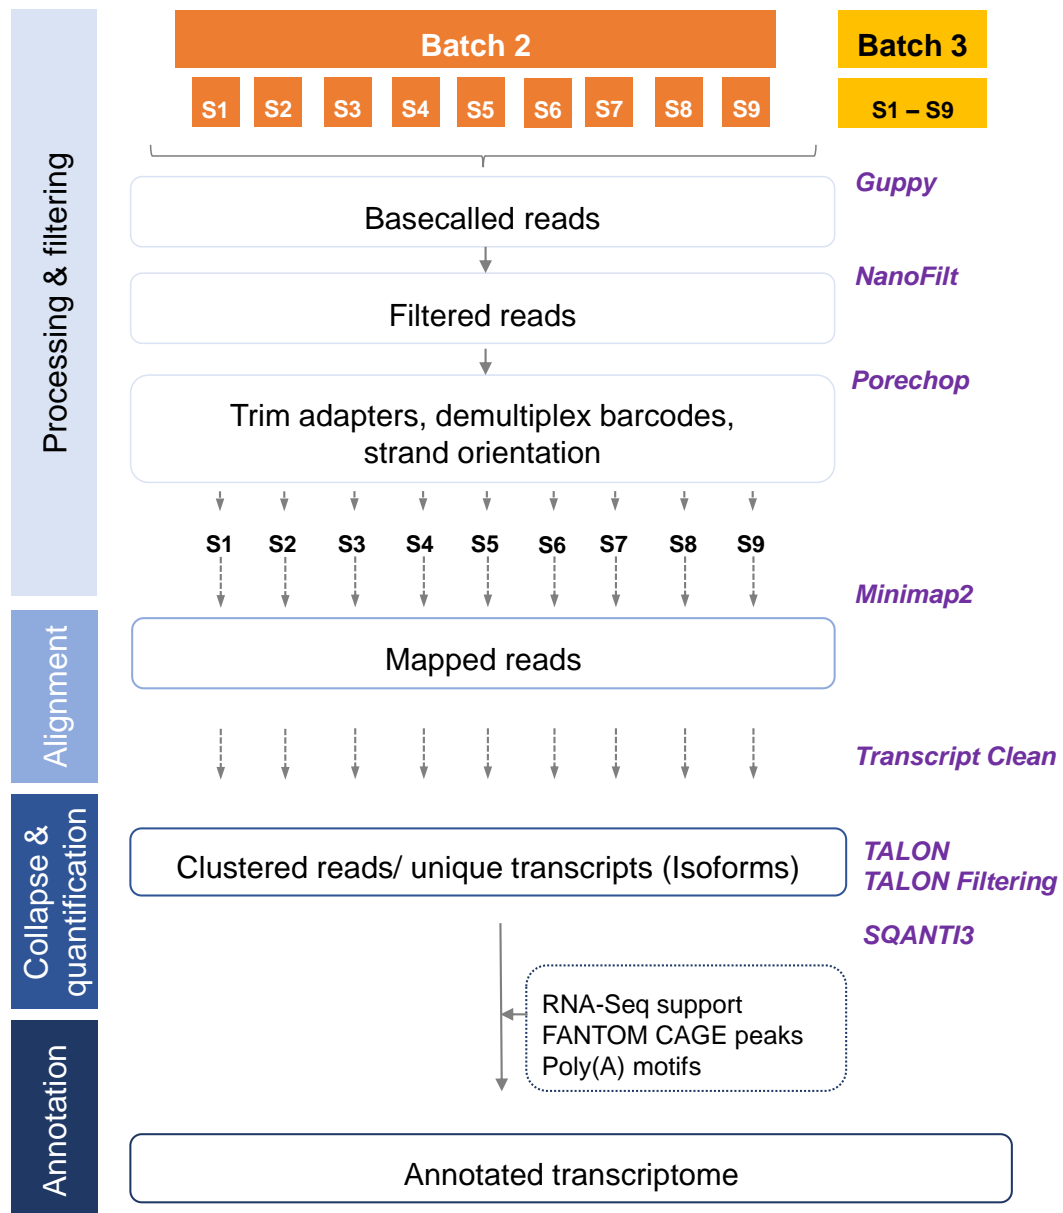 Batch 2
Batch 3
S1 S2 S3 S4 S5 S6 S7 S8 S9
S1 – S9
Processing & filtering
Guppy
Basecalled reads
NanoFilt
Filtered reads
Porechop
Trim adapters, demultiplex barcodes,
strand orientation
S1 S2 S3 S4 S5 S6 S7 S8 S9
Minimap2
Alignment
Mapped reads
Transcript Clean
Collapse &
quantification
Clustered reads/ unique transcripts (Isoforms)
TALON
TALON Filtering
SQANTI3
RNA-Seq support
FANTOM CAGE peaks
Poly(A) motifs
Annotation
Annotated transcriptome